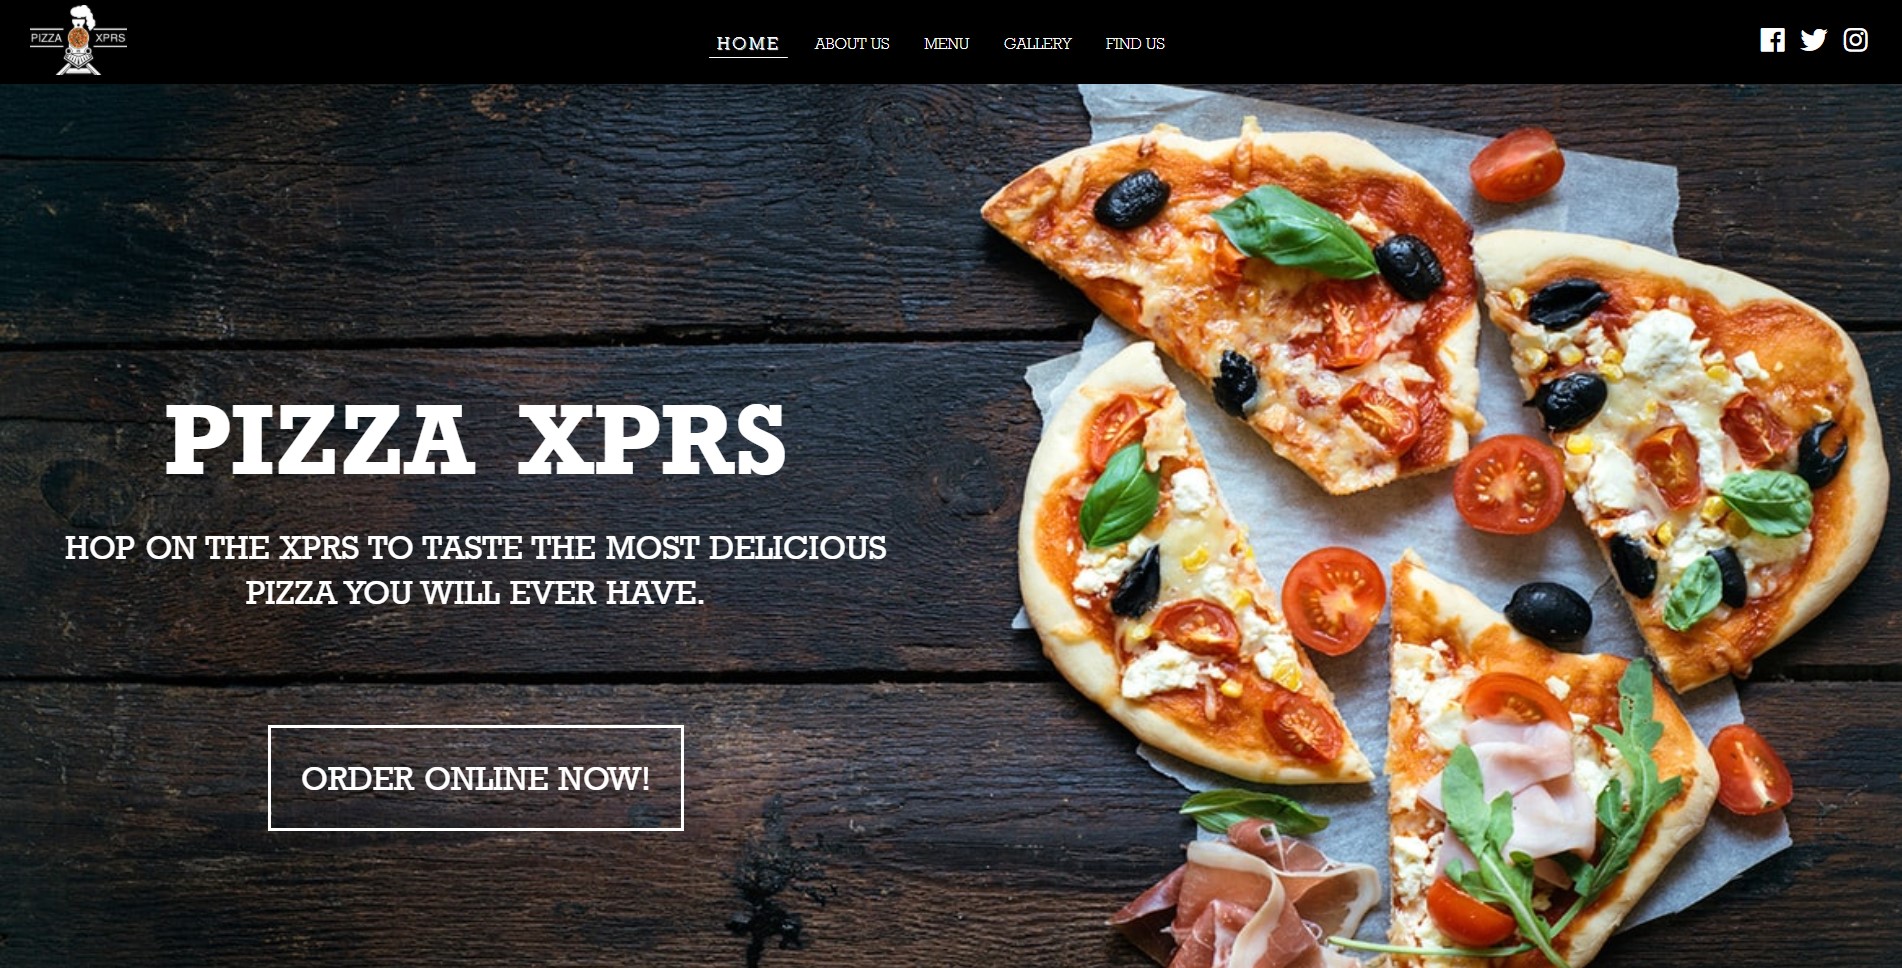 PIZZA XPRS
HOME ABOUT US MENU GALLERY FIND US
PIZZA XPRS
HOP ON THE XPRS TO TASTE THE MOST DELICIOUS
PIZZA YOU WILL EVER HAVE.
ORDER ONLINE NOW!